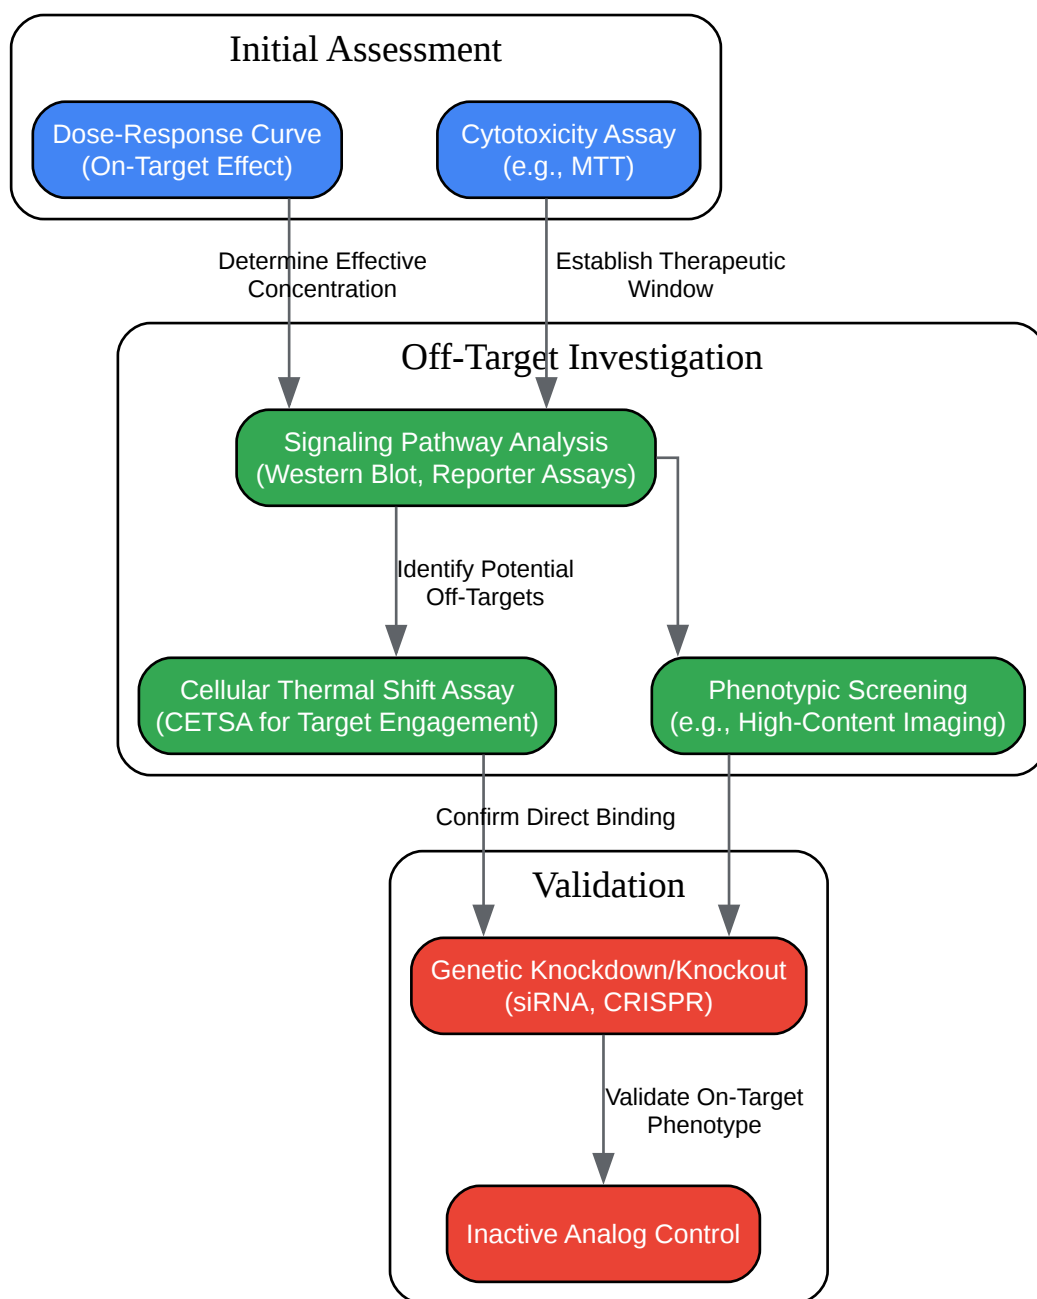 Initial Assessment
Dose-Response Curve
(On-Target Effect)
Cytotoxicity Assay
(e.g., MTT)
Determine Effective
Concentration
Establish Therapeutic
Window
Off-Target Investigation
Signaling Pathway Analysis
(Western Blot, Reporter Assays)
Identify Potential
Off-Targets
Cellular Thermal Shift Assay
(CETSA for Target Engagement)
Phenotypic Screening
(e.g., High-Content Imaging)
Confirm Direct Binding
Validation
Genetic Knockdown/Knockout
(siRNA, CRISPR)
Validate On-Target
Phenotype
Inactive Analog Control